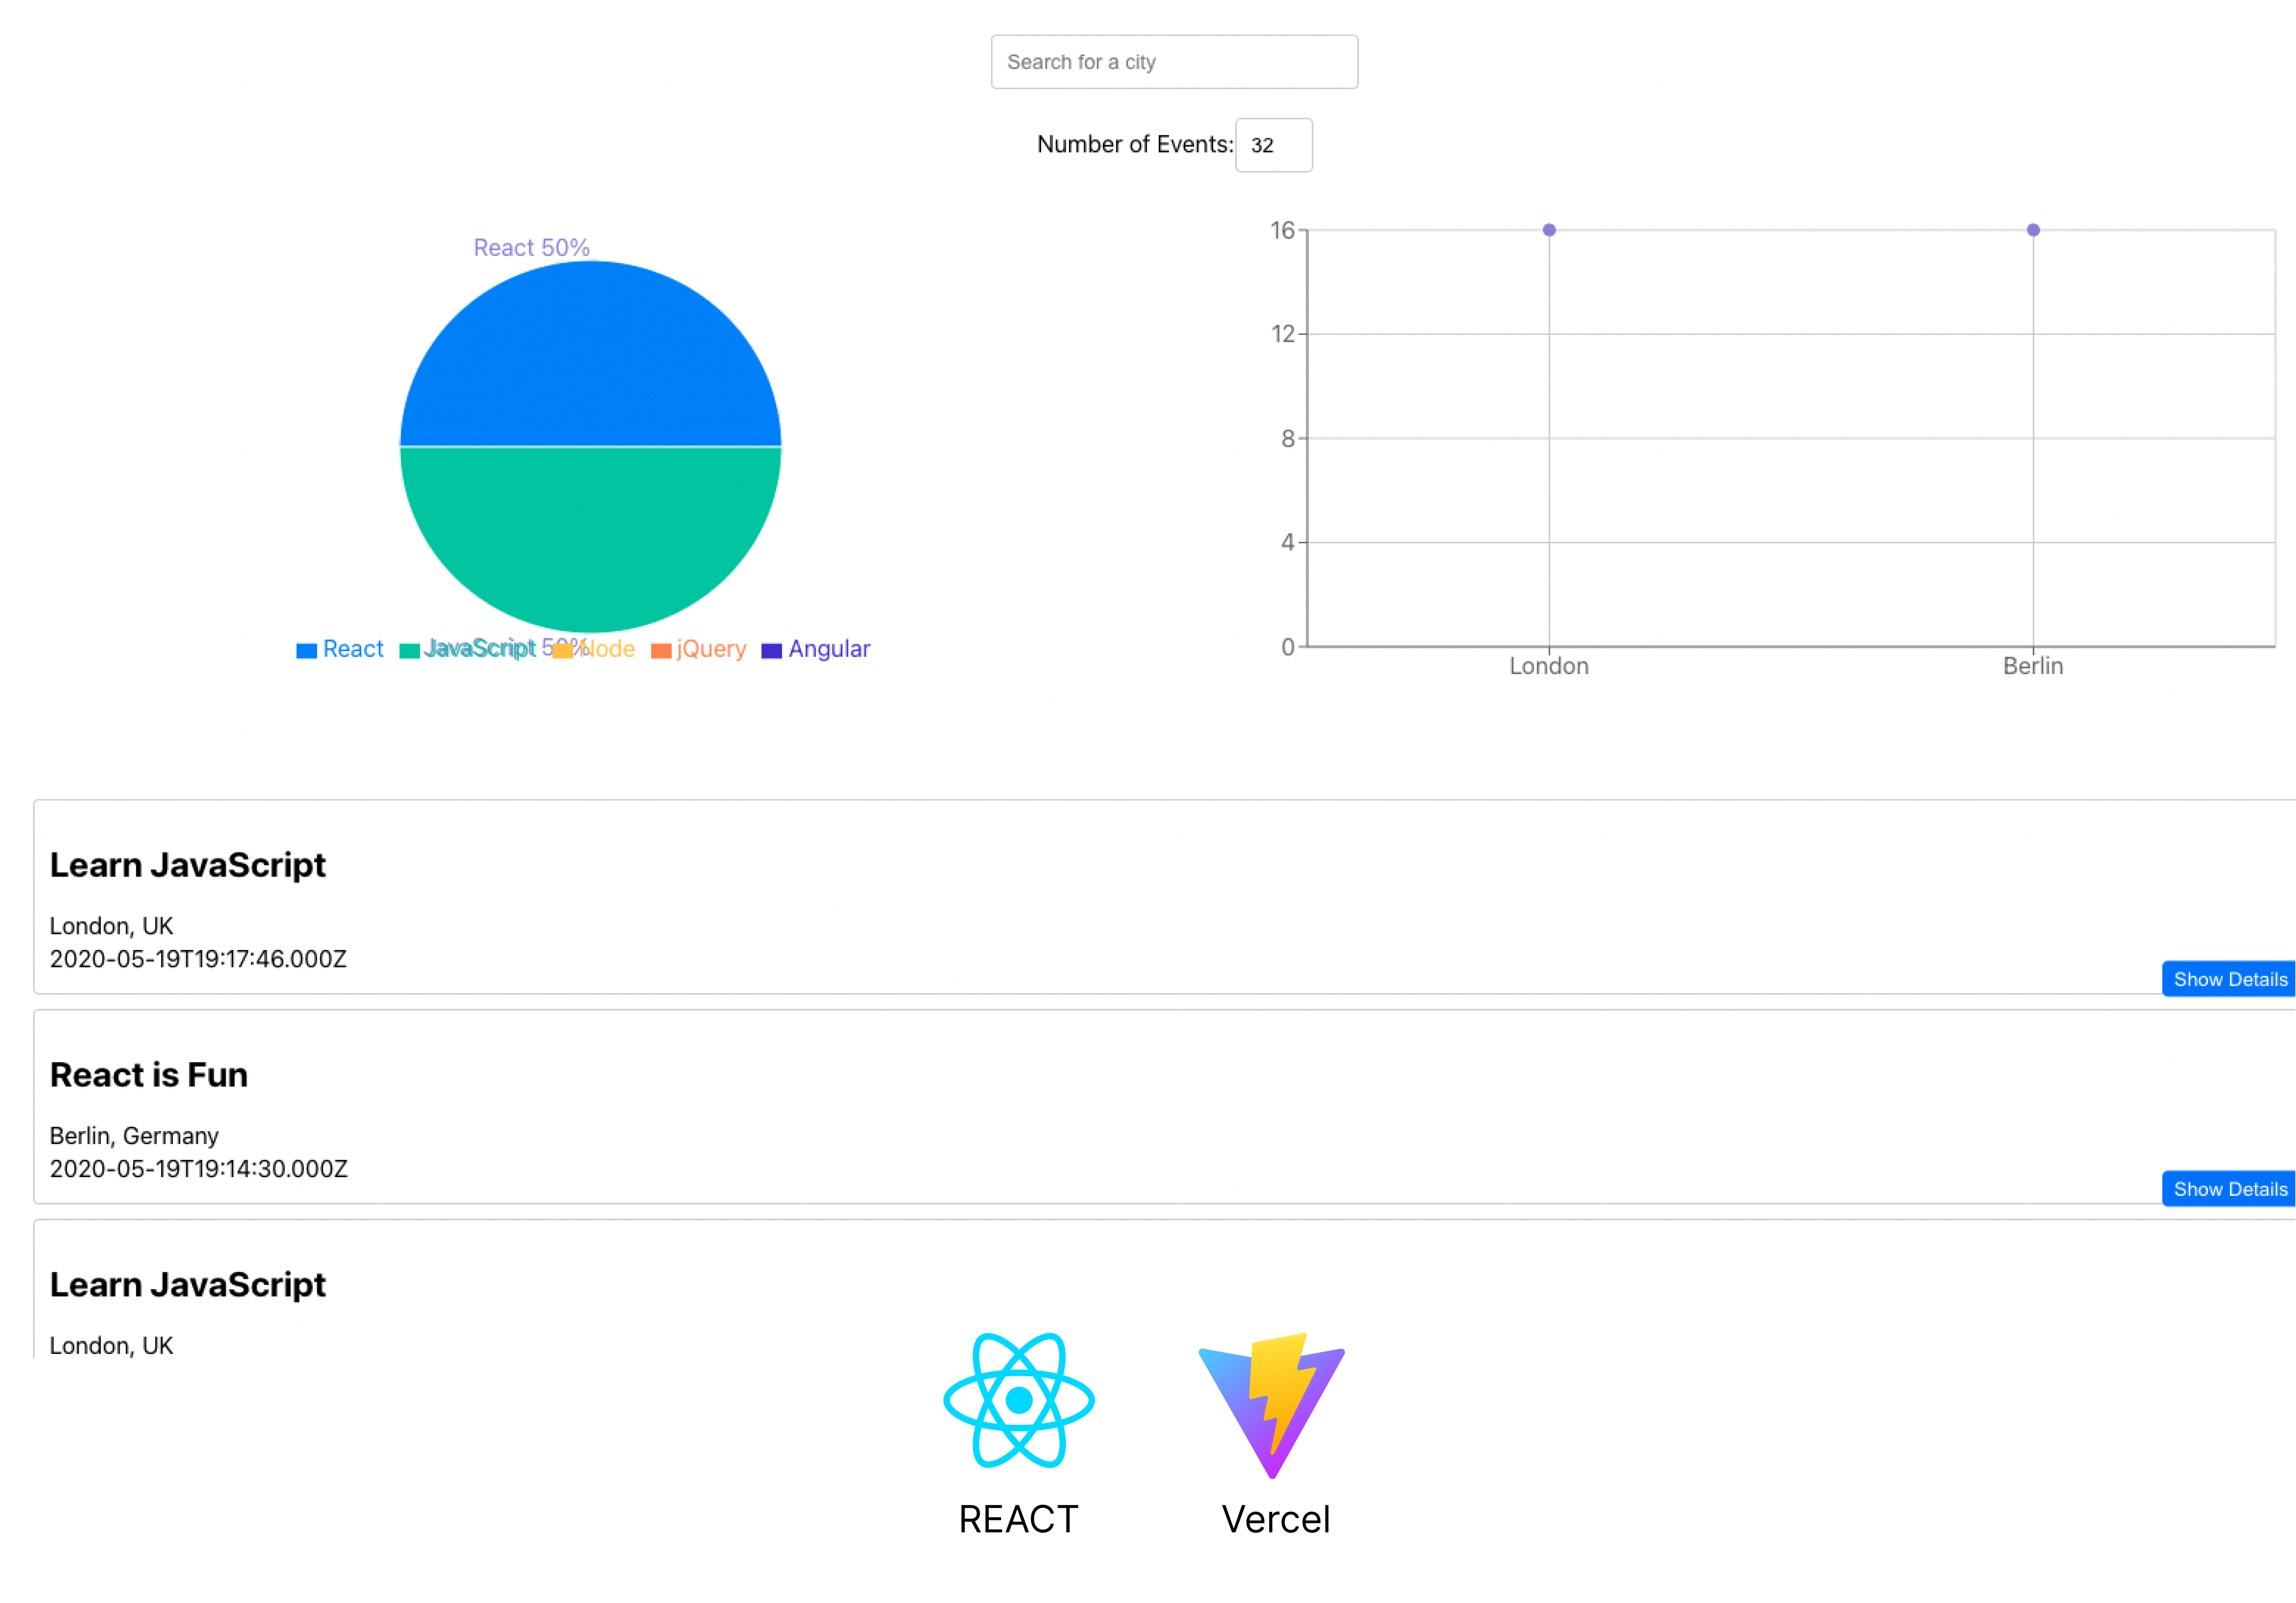 Search for a city
Number of Events: 32
React 50%
JavaScript 50%
React JavaScript Node jQuery Angular
16
12
8
4
0
London Berlin
Learn JavaScript
London, UK
2020-05-19T19:17:46.000Z
Show Details
React is Fun
Berlin, Germany
2020-05-19T19:14:30.000Z
Show Details
Learn JavaScript
London, UK
REACT Vercel